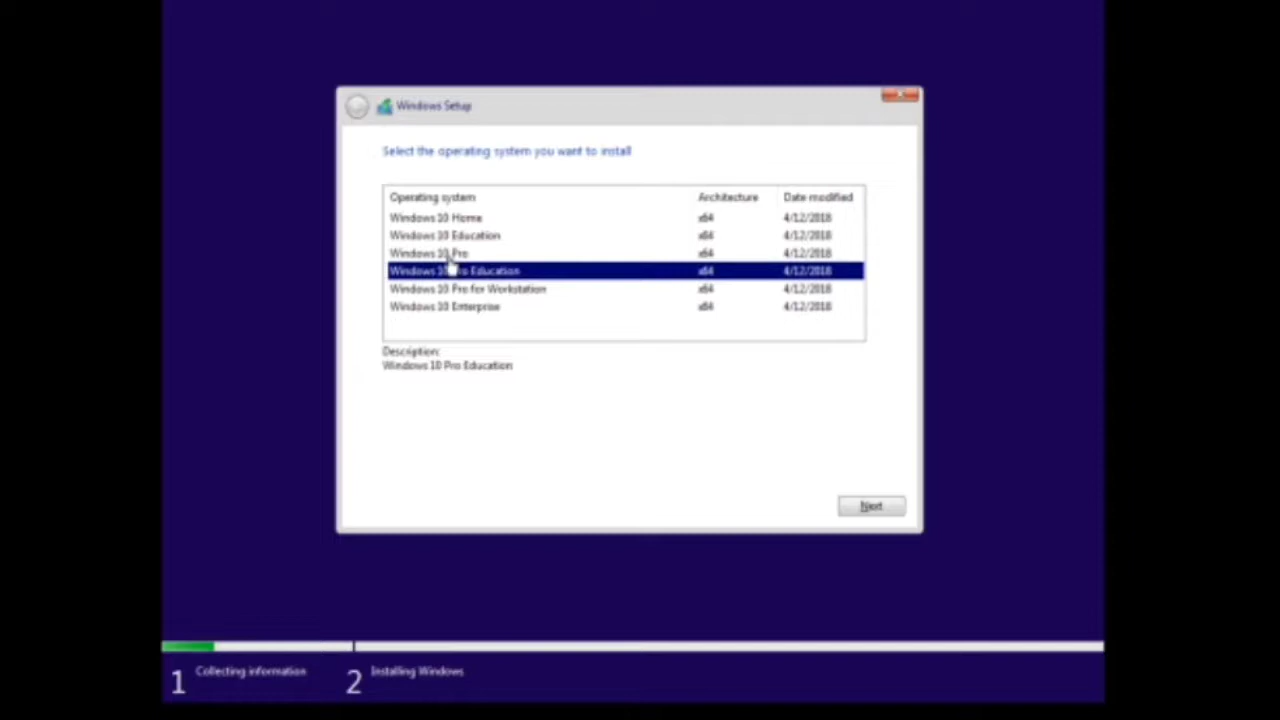 Windows Setup
Select the operating system you want to install
Operating system Architecture Date modified
Windows 10 Home x64 4/12/2018
Windows 10 Education x64 4/12/2018
Windows 10 Pro x64 4/12/2018
Windows 10 Pro Education x64 4/12/2018
Windows 10 Pro for Workstation x64 4/12/2018
Windows 10 Enterprise x64 4/12/2018
Description:
Windows 10 Pro Education
Next
1 Collecting information 2 Installing Windows